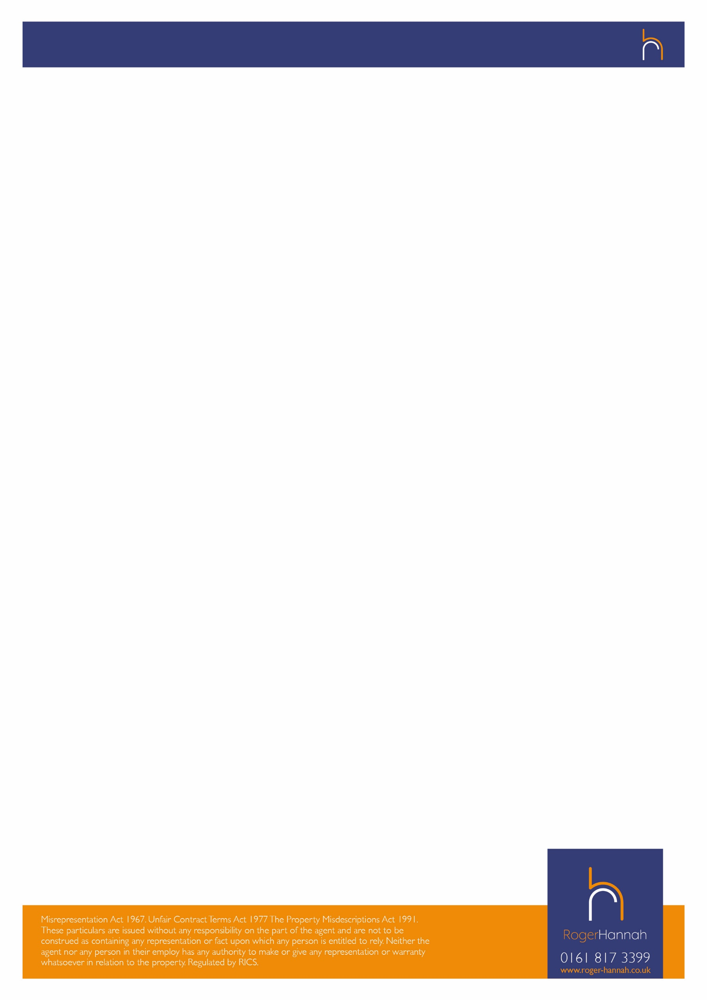 Misrepresentation Act 1967. Unfair Contract Terms Act 1977 The Property Misdescriptions Act 1991.
These particulars are issued without any responsibility on the part of the agent and are not to be
construed as containing any representation or fact upon which any person is entitled to rely. Neither the
agent nor any person in their employ has any authority to make or give any representation or warranty
whatsoever in relation to the property. Regulated by RICS.
RogerHannah
0161 817 3399
www.roger-hannah.co.uk